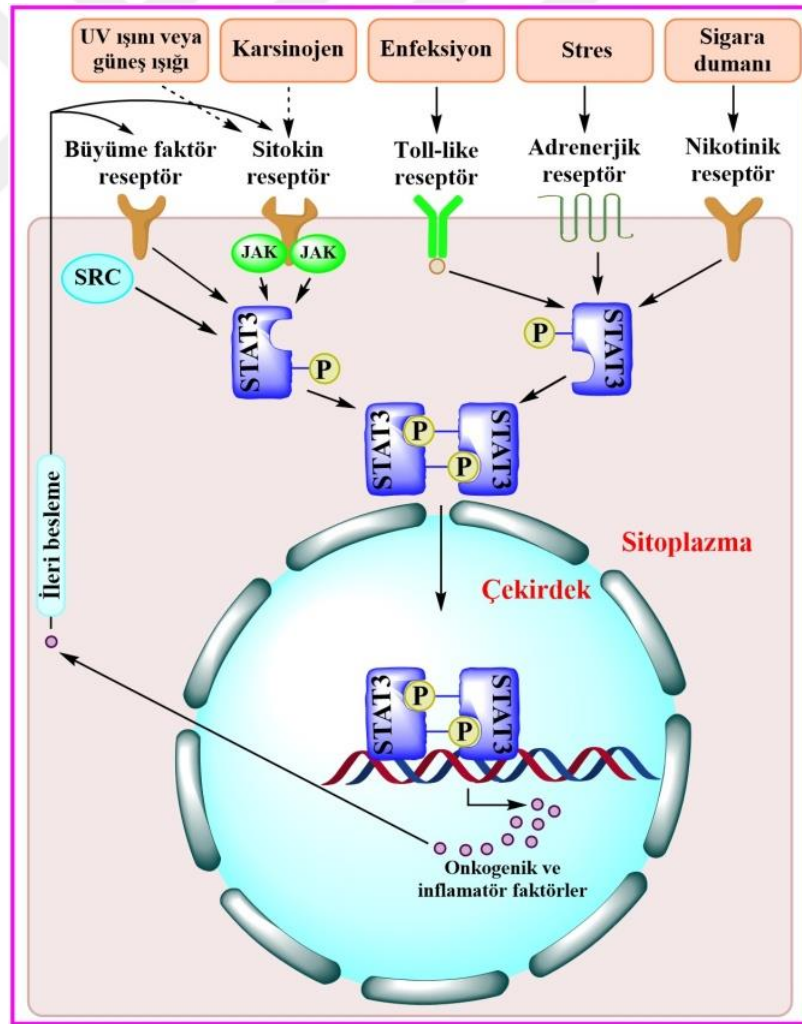 UV ışını veya
güneş ışığı
Karsinojen
Enfeksiyon
Stres
Sigara
dumanı
Büyüme faktör
reseptör
Sitokin
reseptör
Toll-like
reseptör
Adrenerjik
reseptör
Nikotinik
reseptör
JAK
JAK
SRC
STAT3
P
P
STAT3
STAT3
P
P
STAT3
İleri besleme
Sitoplazma
Çekirdek
STAT3
P
P
STAT3
Onkogenik ve
inflamatör faktörler